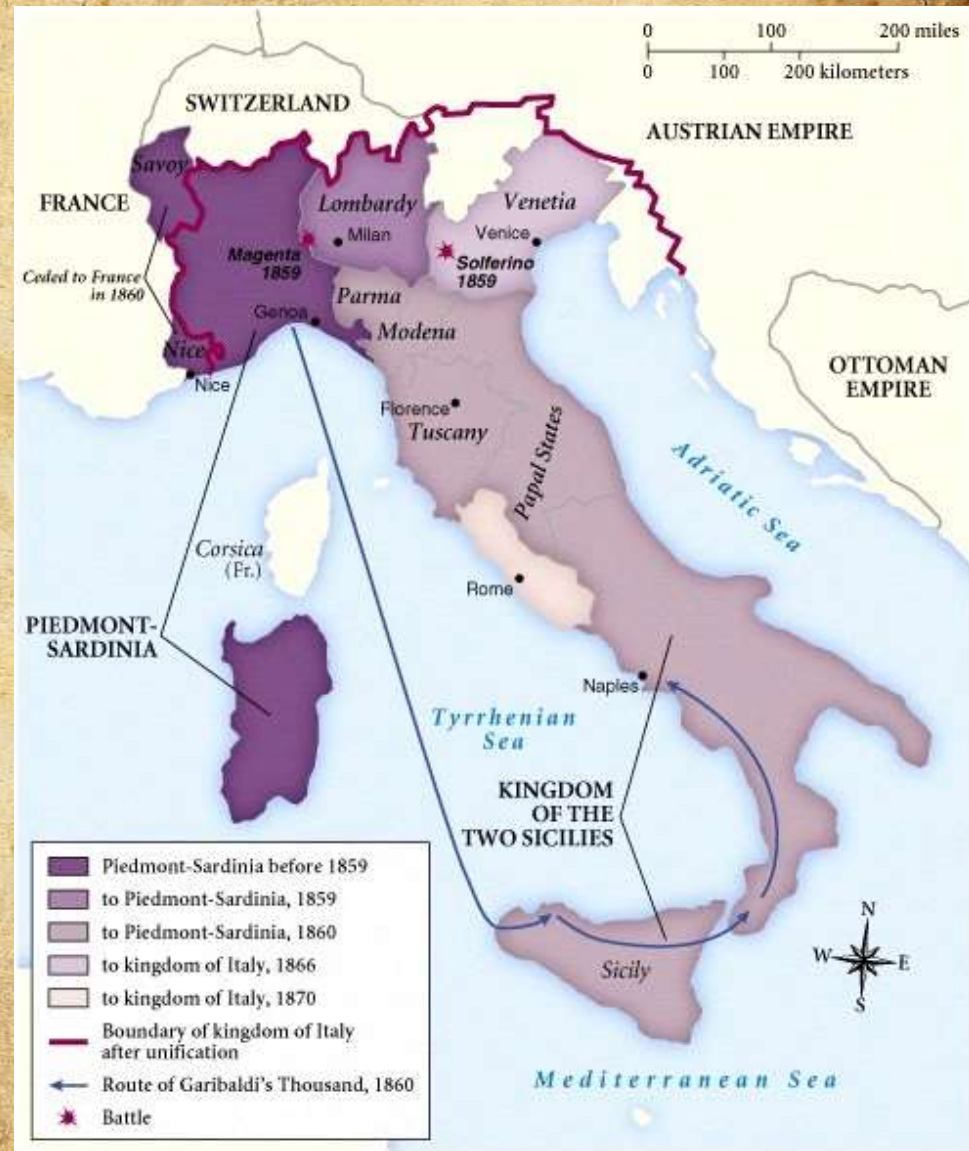 0 100 200 miles
0 100 200 kilometers
SWITZERLAND
AUSTRIAN EMPIRE
Savoy
FRANCE
Lombardy
Venetia
Milan
Venice
Magenta
1859
Solferino
1859
Ceded to France
in 1860
Parma
Genoa
Modena
Nice
Nice
OTTOMAN
EMPIRE
Florence
Tuscany
Papal States
Adriatic Sea
Corsica
(Fr.)
Rome
PIEDMONT-
SARDINIA
Naples
Tyrrhenian
Sea
KINGDOM
OF THE
TWO SICILIES
Piedmont-Sardinia before 1859
to Piedmont-Sardinia, 1859
to Piedmont-Sardinia, 1860
to kingdom of Italy, 1866
to kingdom of Italy, 1870
Boundary of kingdom of Italy
after unification
Route of Garibaldi's Thousand, 1860
Battle
Sicily
N
W E
S
Mediterranean Sea